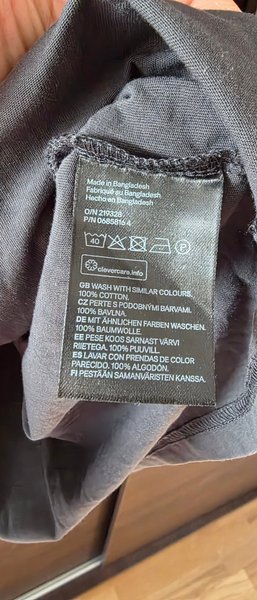 Made in Bangladesh
Fabriqué au Bangladesh
Hecho en Bangladesh
O/N 219328
P/N 0685816 4
40
P
clevercare.info
GB WASH WITH SIMILAR COLOURS.
100% COTTON.
CZ PERTE S PODOBNÝMI BARVAMI.
100% BAVLNA.
DE MIT ÄHNLICHEN FARBEN WASCHEN.
100% BAUMWOLLE.
EE PESE KOOS SARNAST VÄRVI
RIIETEGA. 100% PUUVILL.
ES LAVAR CON PRENDAS DE COLOR
PARECIDO. 100% ALGODÓN.
FI PESTÄÄN SAMANVÄRISTEN KANSSA.